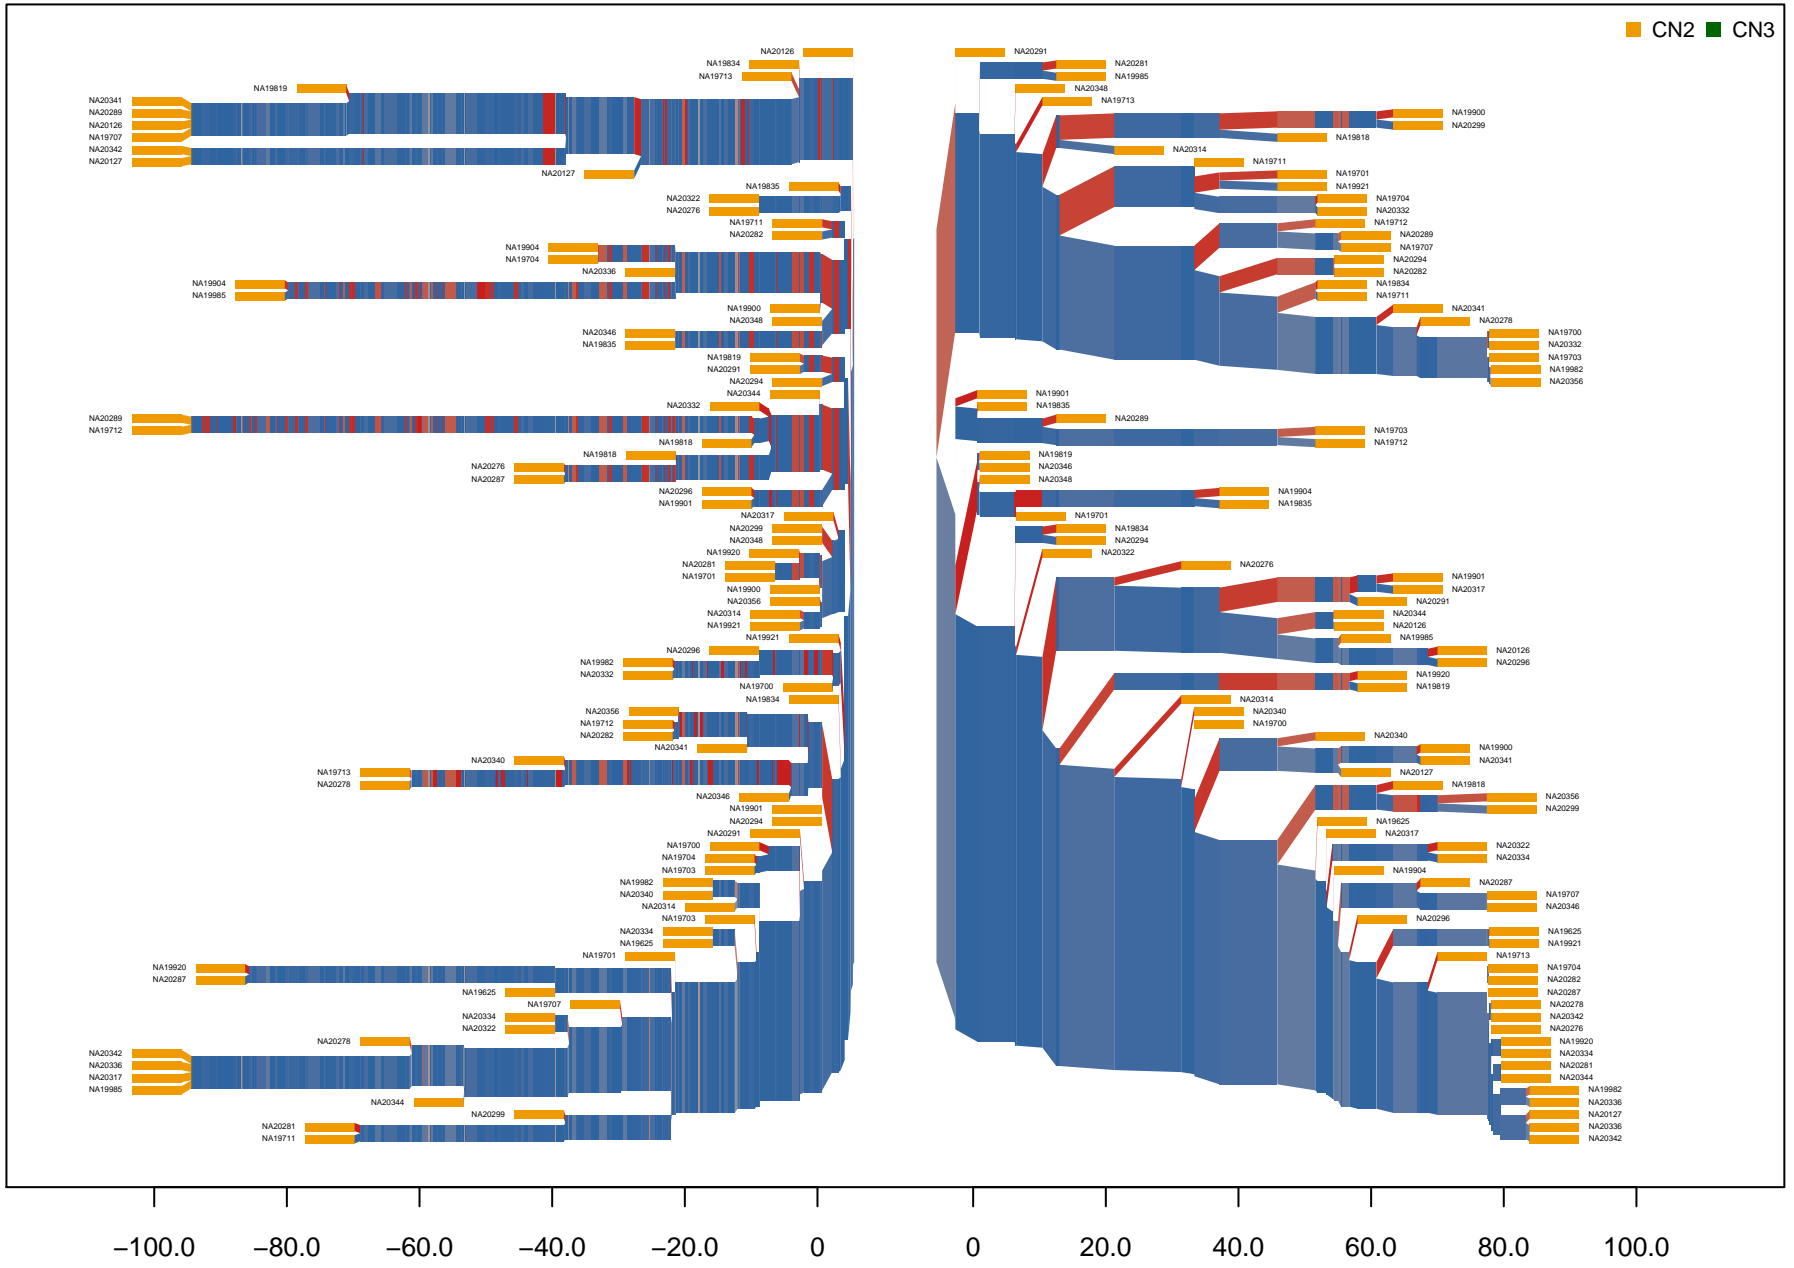 CN2 CN3
NA20126
NA19834
NA19713
NA19819
NA20341
NA20289
NA20126
NA19707
NA20342
NA20127
NA20127
NA19835
NA20322
NA20276
NA19711
NA20282
NA19904
NA19704
NA20336
NA19904
NA19985
NA19900
NA20348
NA20346
NA19835
NA19819
NA20291
NA20294
NA20344
NA20332
NA20289
NA19712
NA19818
NA19818
NA20276
NA20287
NA20296
NA19901
NA20317
NA20299
NA20348
NA19920
NA20281
NA19701
NA19900
NA20356
NA20314
NA19921
NA19921
NA20296
NA19982
NA20332
NA19700
NA19834
NA20356
NA19712
NA20282
NA20341
NA20340
NA19713
NA20278
NA20346
NA19901
NA20294
NA20291
NA19700
NA19704
NA19703
NA19982
NA20340
NA20314
NA19703
NA20334
NA19625
NA19701
NA19920
NA20287
NA19625
NA19707
NA20334
NA20322
NA20278
NA20342
NA20336
NA20317
NA19985
NA20344
NA20299
NA20281
NA19711
NA20291
NA20281
NA19985
NA20348
NA19713
NA19900
NA20299
NA19818
NA20314
NA19711
NA19701
NA19921
NA19704
NA20332
NA19712
NA20289
NA19707
NA20294
NA20282
NA19834
NA19711
NA20341
NA20278
NA19700
NA20332
NA19703
NA19982
NA20356
NA19901
NA19835
NA20289
NA19703
NA19712
NA19819
NA20346
NA20348
NA19904
NA19835
NA19701
NA19834
NA20294
NA20322
NA20276
NA19901
NA20317
NA20291
NA20344
NA20126
NA19985
NA20126
NA20296
NA19920
NA19819
NA20314
NA20340
NA19700
NA20340
NA19900
NA20341
NA20127
NA19818
NA20356
NA20299
NA19625
NA20317
NA20322
NA20334
NA19904
NA20287
NA19707
NA20346
NA20296
NA19625
NA19921
NA19713
NA19704
NA20282
NA20287
NA20278
NA20342
NA20276
NA19920
NA20334
NA20281
NA20344
NA19982
NA20336
NA20127
NA20336
NA20342
−100.0 −80.0 −60.0 −40.0 −20.0 0 0 20.0 40.0 60.0 80.0 100.0